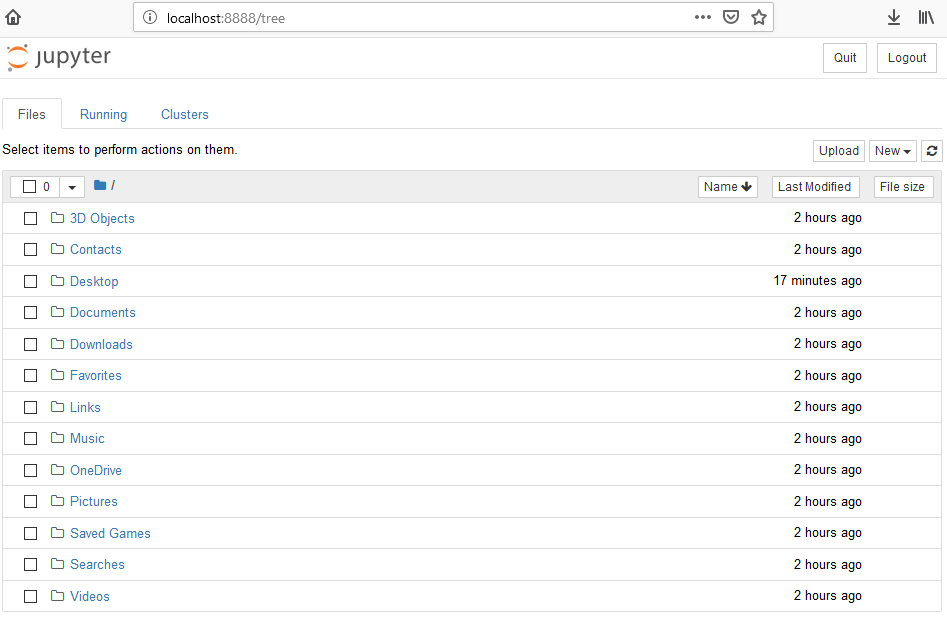 localhost:8888/tree
jupyter
Quit Logout
Files Running Clusters
Select items to perform actions on them.
Upload New
0 / Name Last Modified File size
3D Objects 2 hours ago
Contacts 2 hours ago
Desktop 17 minutes ago
Documents 2 hours ago
Downloads 2 hours ago
Favorites 2 hours ago
Links 2 hours ago
Music 2 hours ago
OneDrive 2 hours ago
Pictures 2 hours ago
Saved Games 2 hours ago
Searches 2 hours ago
Videos 2 hours ago